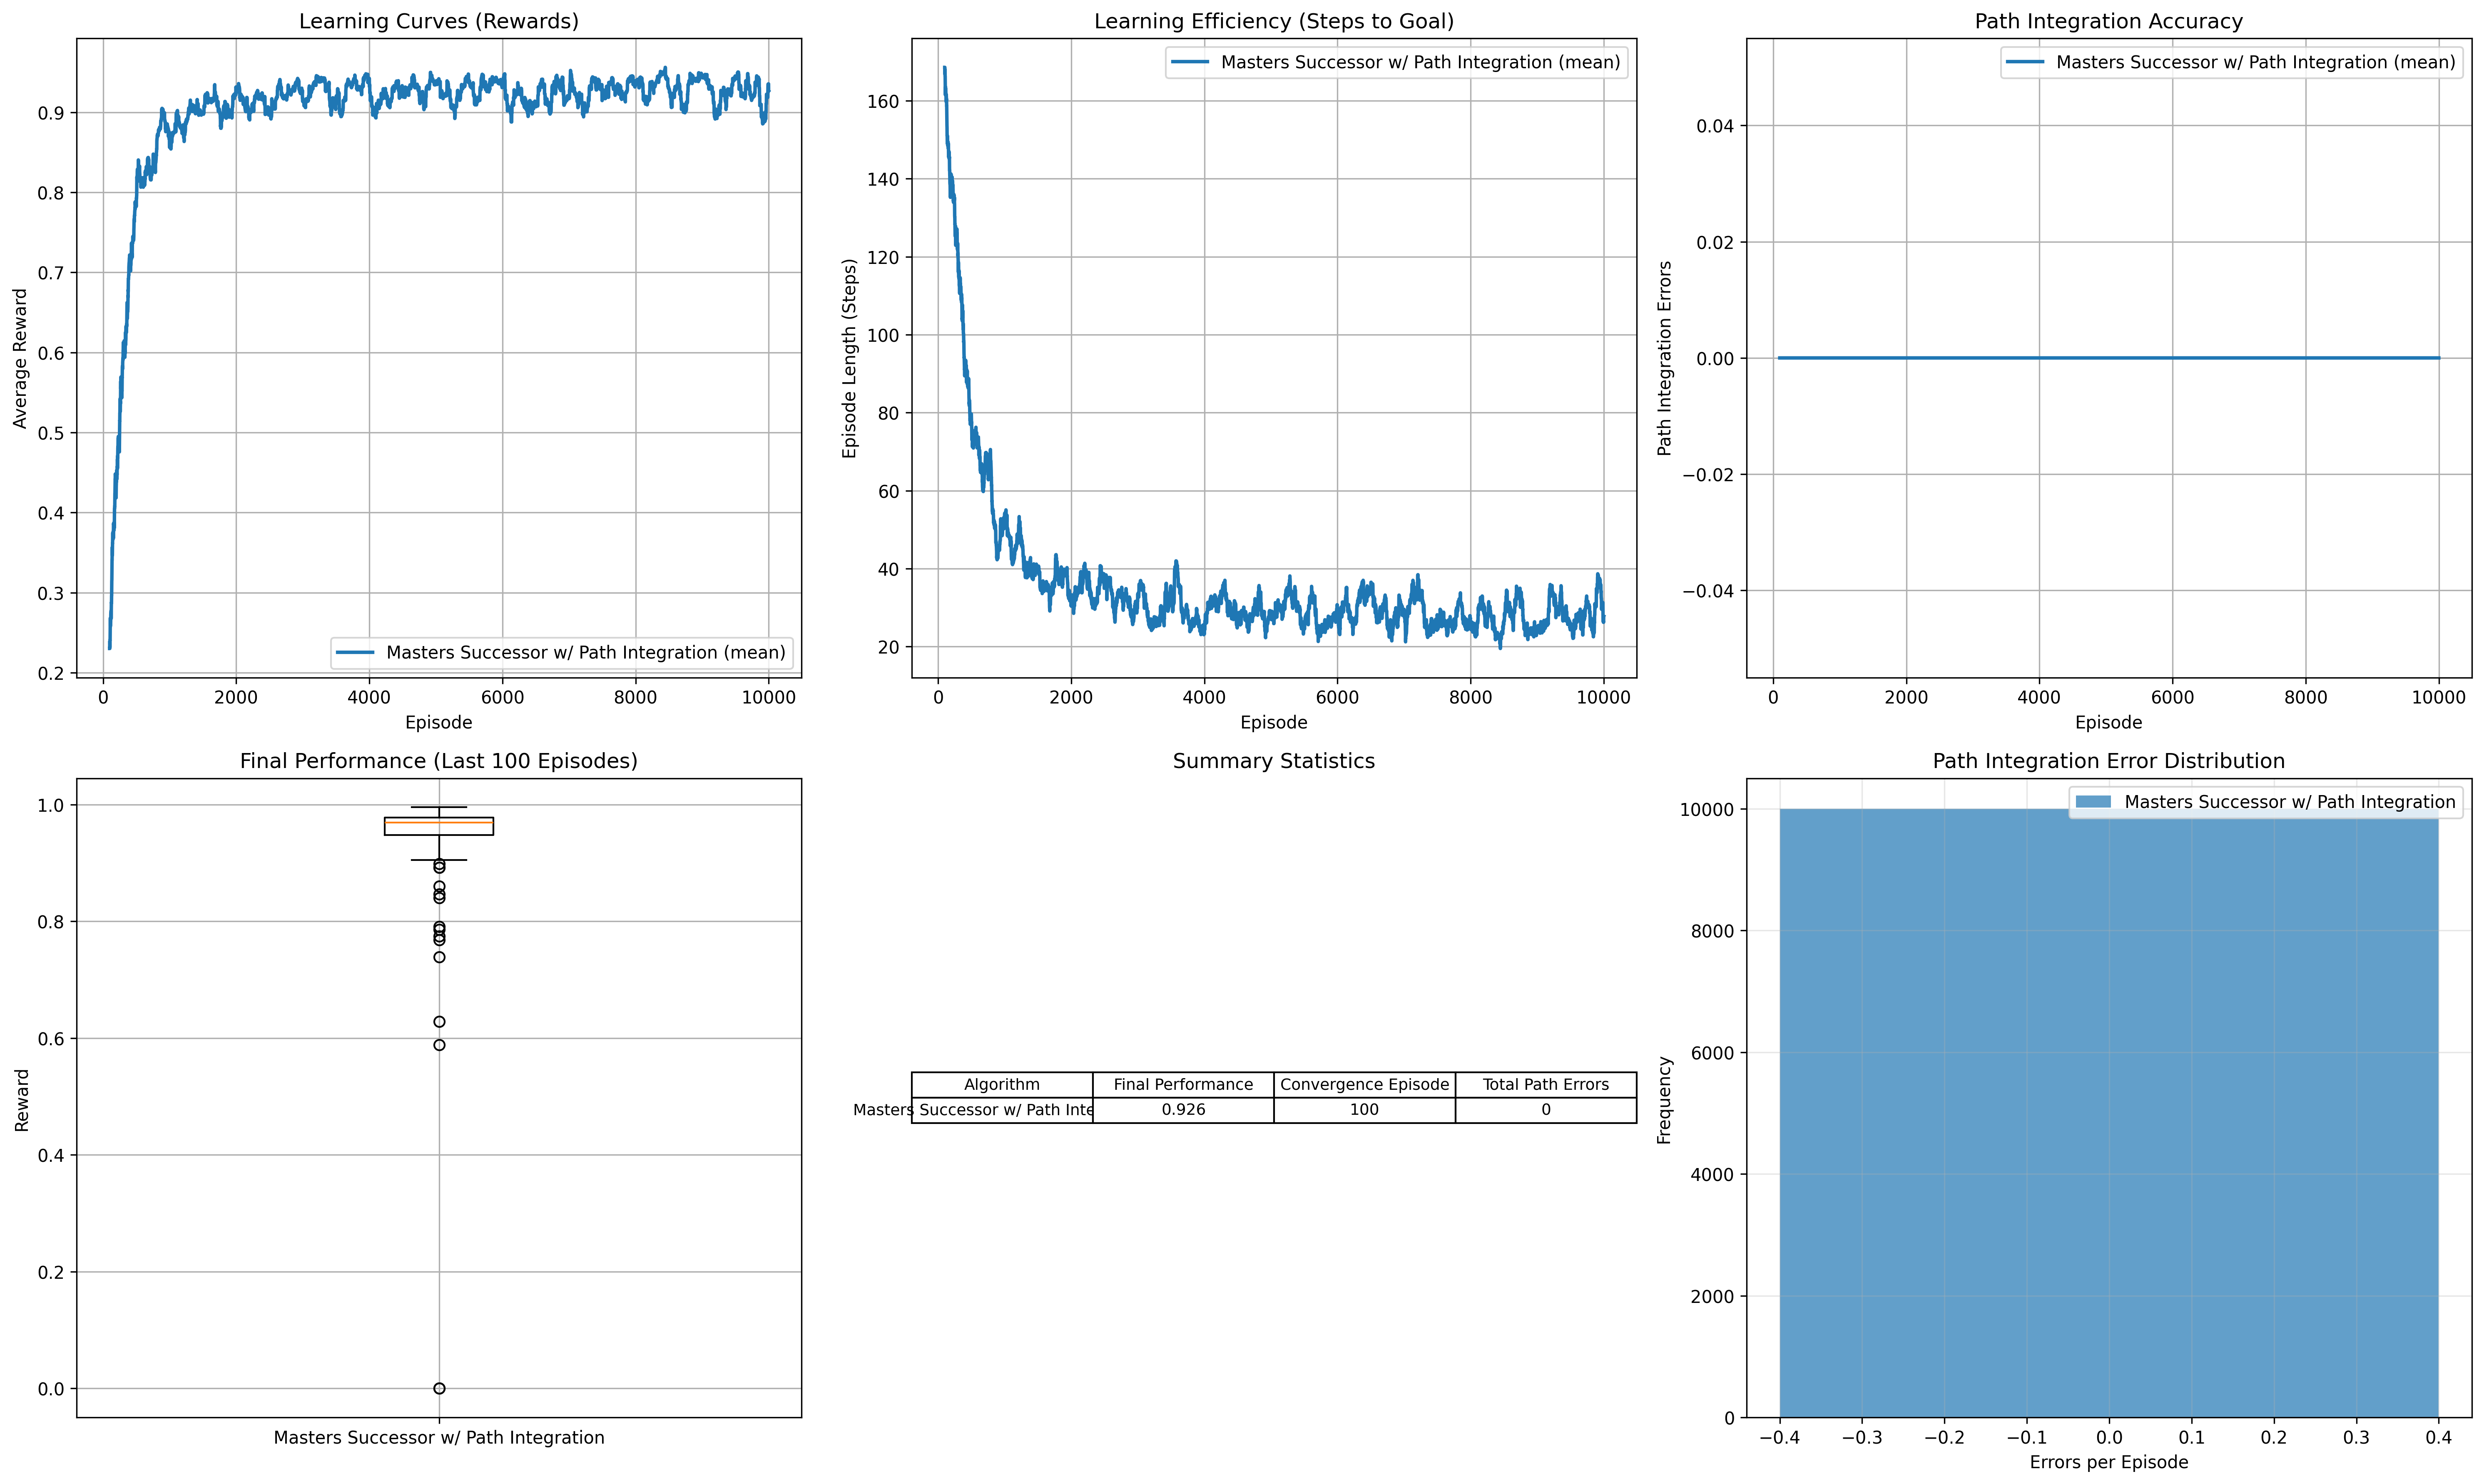 Learning Curves (Rewards)
Average Reward
0.9
0.8
0.7
0.6
0.5
0.4
0.3
0.2
Masters Successor w/ Path Integration (mean)
0
2000
4000
6000
8000
10000
Episode
Learning Efficiency (Steps to Goal)
Episode Length (Steps)
Masters Successor w/ Path Integration (mean)
160
140
120
100
80
60
40
20
0
2000
4000
6000
8000
10000
Episode
Path Integration Accuracy
Path Integration Errors
Masters Successor w/ Path Integration (mean)
0.04
0.02
0.00
−0.02
−0.04
0
2000
4000
6000
8000
10000
Episode
Final Performance (Last 100 Episodes)
Reward
1.0
0.8
0.6
0.4
0.2
0.0
Masters Successor w/ Path Integration
Summary Statistics
Algorithm Final Performance Convergence Episode Total Path Errors
Masters Successor w/ Path Inte 0.926 100 0
Path Integration Error Distribution
Frequency
Masters Successor w/ Path Integration
10000
8000
6000
4000
2000
0
−0.4
−0.3
−0.2
−0.1
0.0
0.1
0.2
0.3
0.4
Errors per Episode